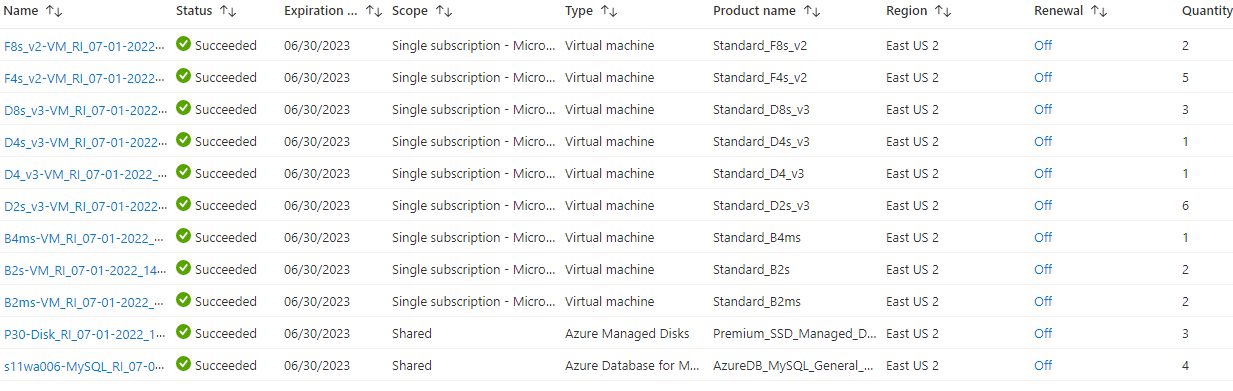 Name ↑↓ Status ↑↓ Expiration ... ↑↓ Scope ↑↓ Type ↑↓ Product name ↑↓ Region ↑↓ Renewal ↑↓ Quantity
F8s_v2-VM_RI_07-01-2022... Succeeded 06/30/2023 Single subscription - Micro... Virtual machine Standard_F8s_v2 East US 2 Off 2
F4s_v2-VM_RI_07-01-2022... Succeeded 06/30/2023 Single subscription - Micro... Virtual machine Standard_F4s_v2 East US 2 Off 5
D8s_v3-VM_RI_07-01-2022... Succeeded 06/30/2023 Single subscription - Micro... Virtual machine Standard_D8s_v3 East US 2 Off 3
D4s_v3-VM_RI_07-01-2022... Succeeded 06/30/2023 Single subscription - Micro... Virtual machine Standard_D4s_v3 East US 2 Off 1
D4_v3-VM_RI_07-01-2022_... Succeeded 06/30/2023 Single subscription - Micro... Virtual machine Standard_D4_v3 East US 2 Off 1
D2s_v3-VM_RI_07-01-2022... Succeeded 06/30/2023 Single subscription - Micro... Virtual machine Standard_D2s_v3 East US 2 Off 6
B4ms-VM_RI_07-01-2022_... Succeeded 06/30/2023 Single subscription - Micro... Virtual machine Standard_B4ms East US 2 Off 1
B2s-VM_RI_07-01-2022_14... Succeeded 06/30/2023 Single subscription - Micro... Virtual machine Standard_B2s East US 2 Off 2
B2ms-VM_RI_07-01-2022_... Succeeded 06/30/2023 Single subscription - Micro... Virtual machine Standard_B2ms East US 2 Off 2
P30-Disk_RI_07-01-2022_1... Succeeded 06/30/2023 Shared Azure Managed Disks Premium_SSD_Managed_D... East US 2 Off 3
s11wa006-MySQL_RI_07-0... Succeeded 06/30/2023 Shared Azure Database for M... AzureDB_MySQL_General_... East US 2 Off 4